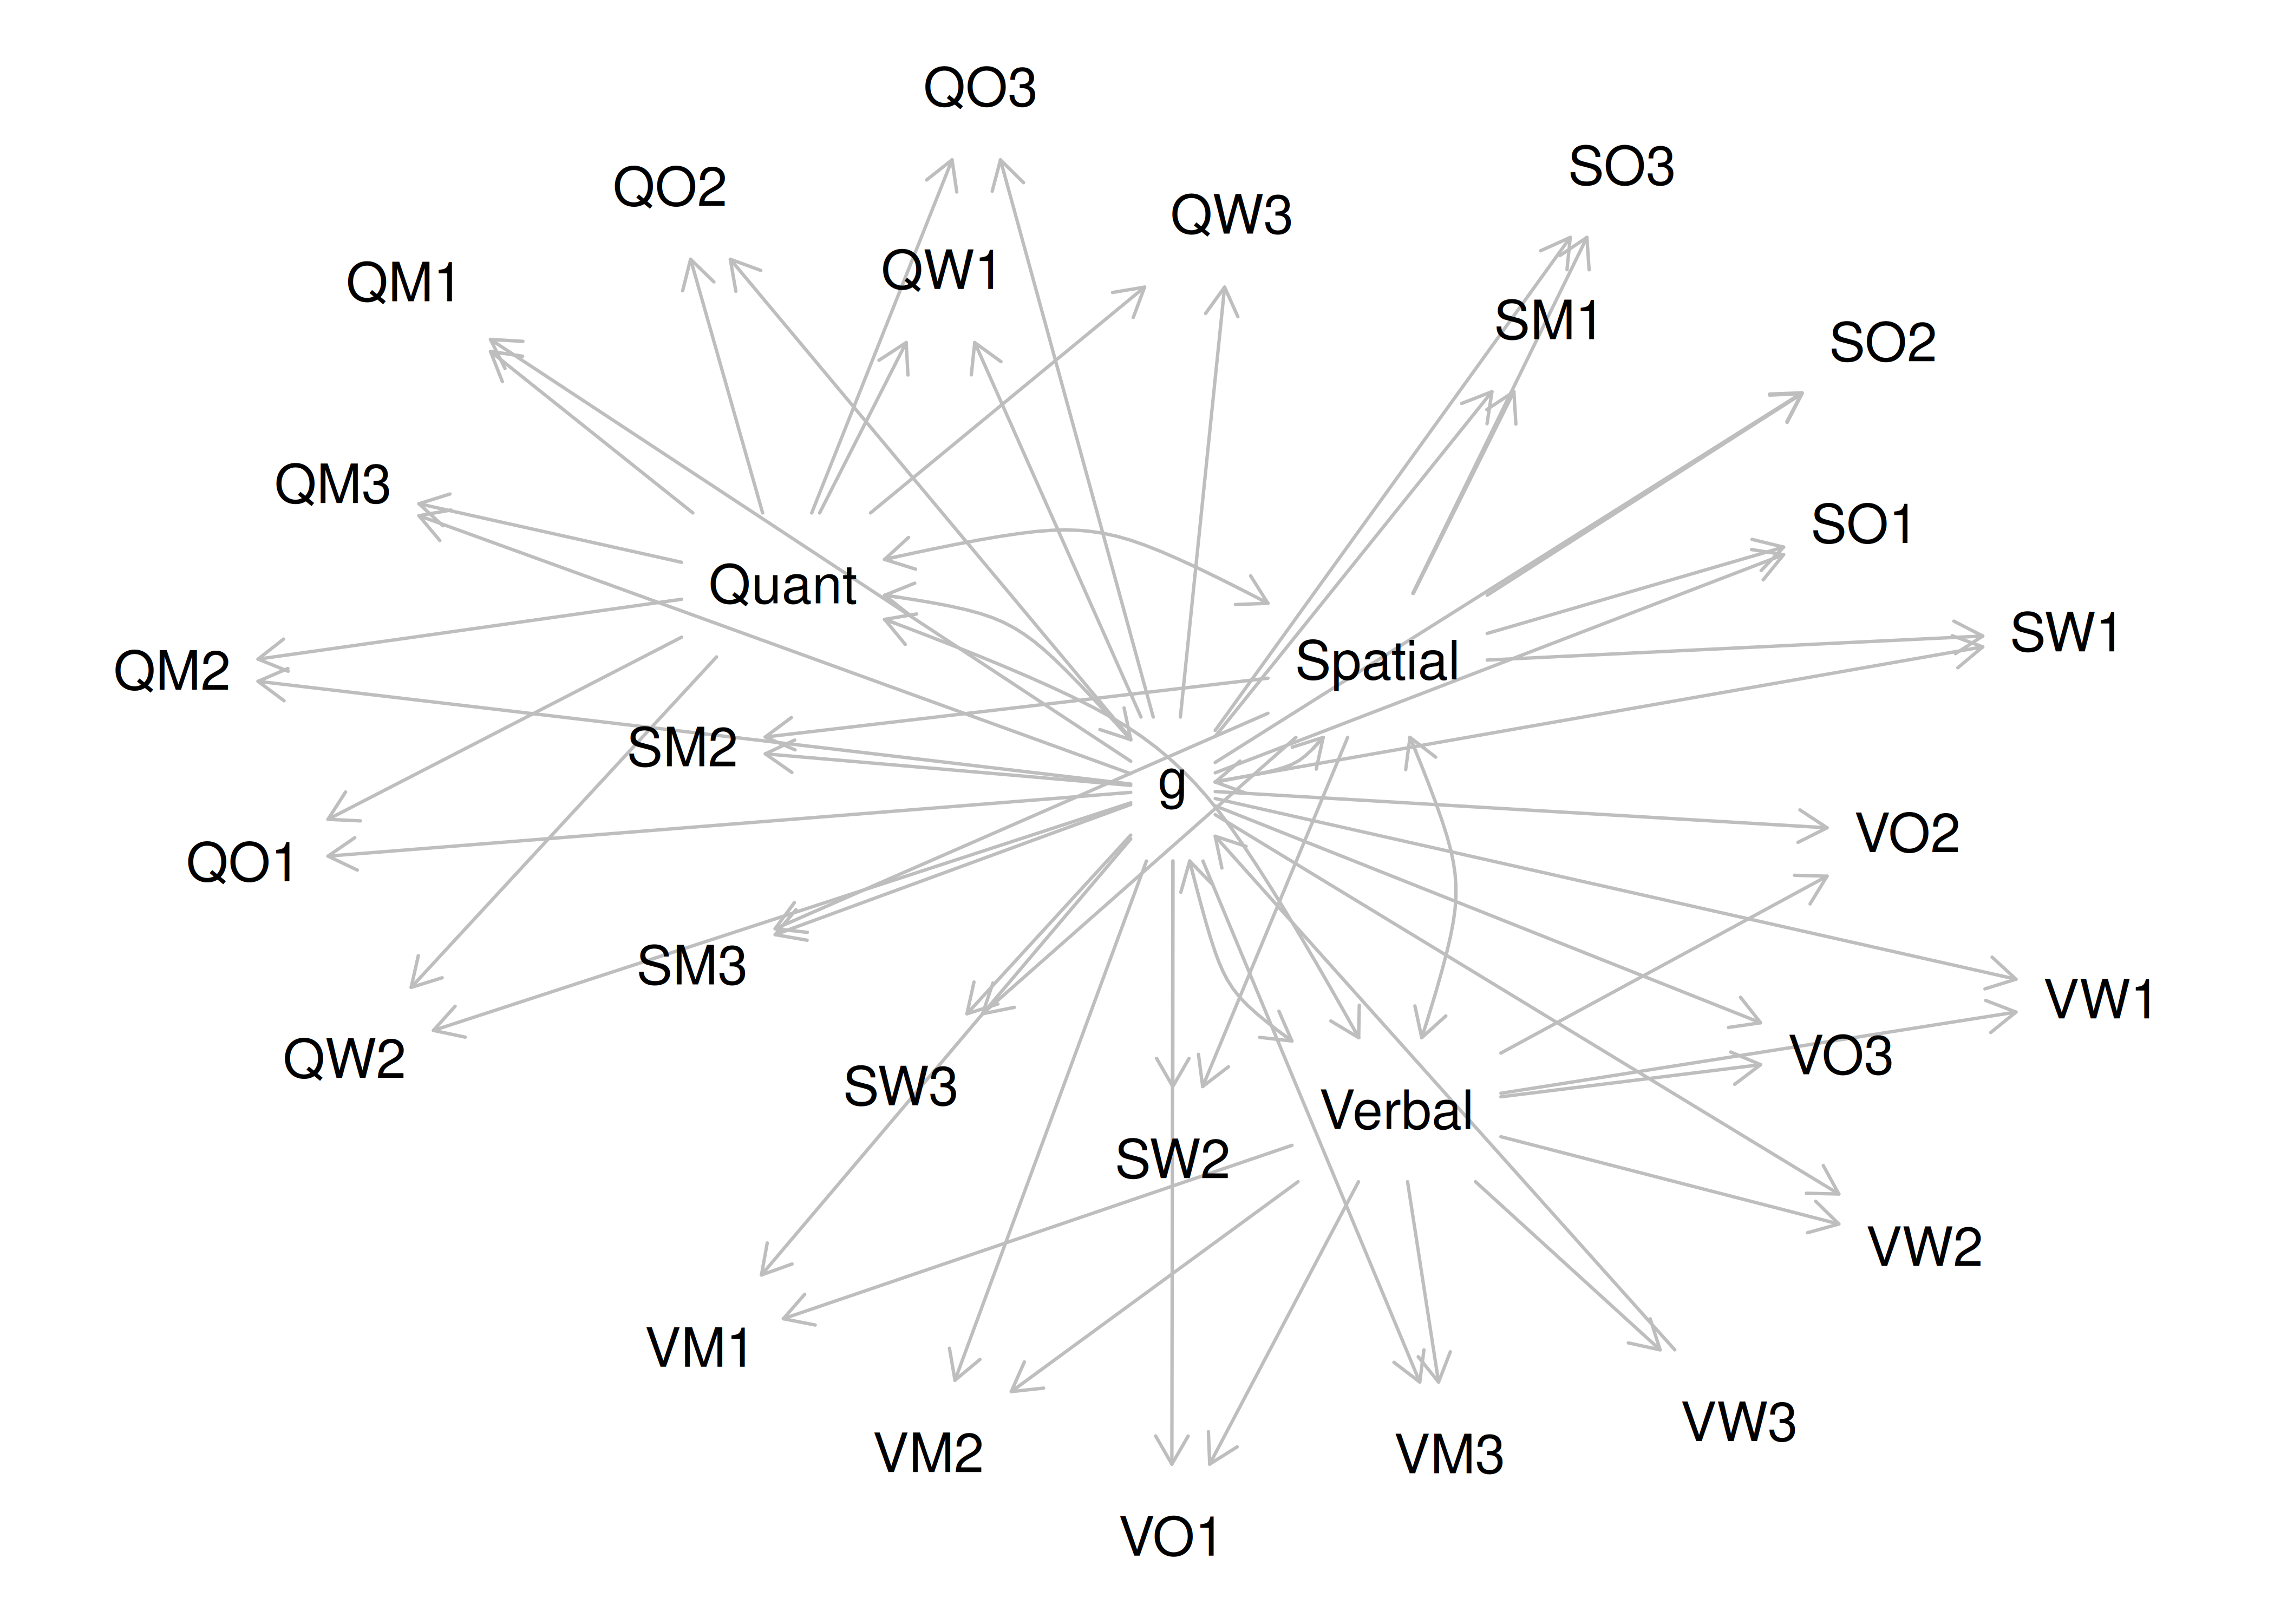 QO3
SO3
QO2
QW3
QW1
QM1
SM1
SO2
QM3
SO1
Quant
SW1
Spatial
QM2
SM2
g
VO2
QO1
SM3
VW1
VO3
QW2
SW3
Verbal
SW2
VW2
VM1
VW3
VM2
VM3
VO1